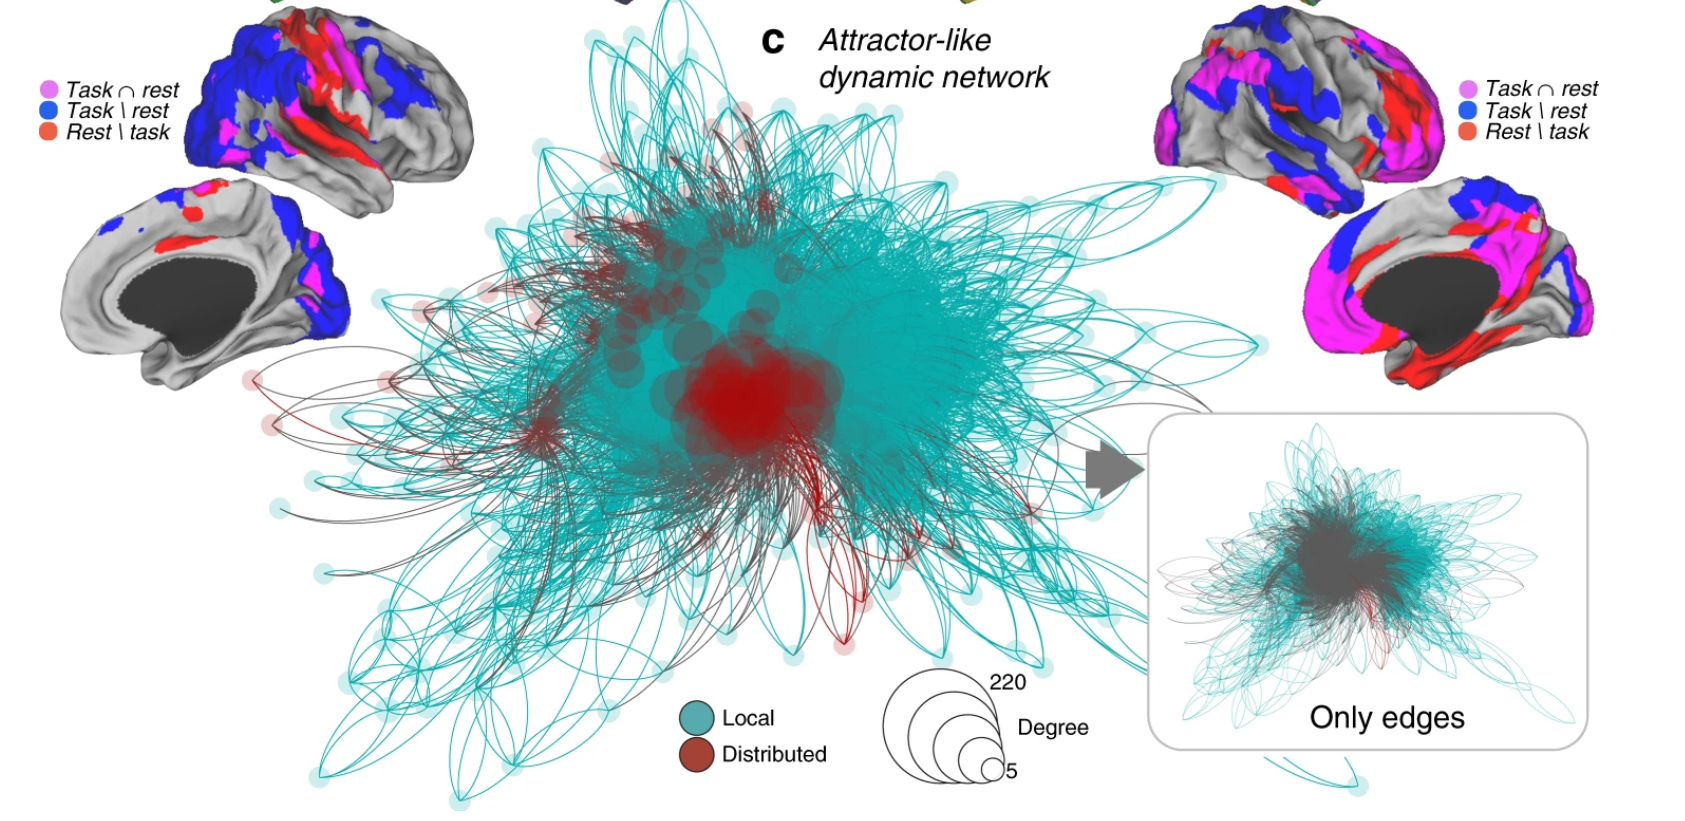 c Attractor-like
dynamic network
Task ∩ rest
Task \ rest
Rest \ task
Task ∩ rest
Task \ rest
Rest \ task
Local
Distributed
220
Degree
5
Only edges